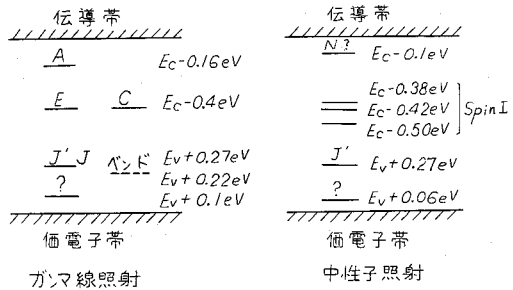 伝導帯
A Ec-0.16eV
E C Ec-0.4eV
J' J ベンド Ev+0.27eV
Ev+0.22eV
? Ev+0.1eV
価電子帯
ガンマ線照射
伝導帯
N? Ec-0.1eV
Ec-0.38eV
Ec-0.42eV SpinI
Ec-0.50eV
J' Ev+0.27eV
? Ev+0.06eV
価電子帯
中性子照射